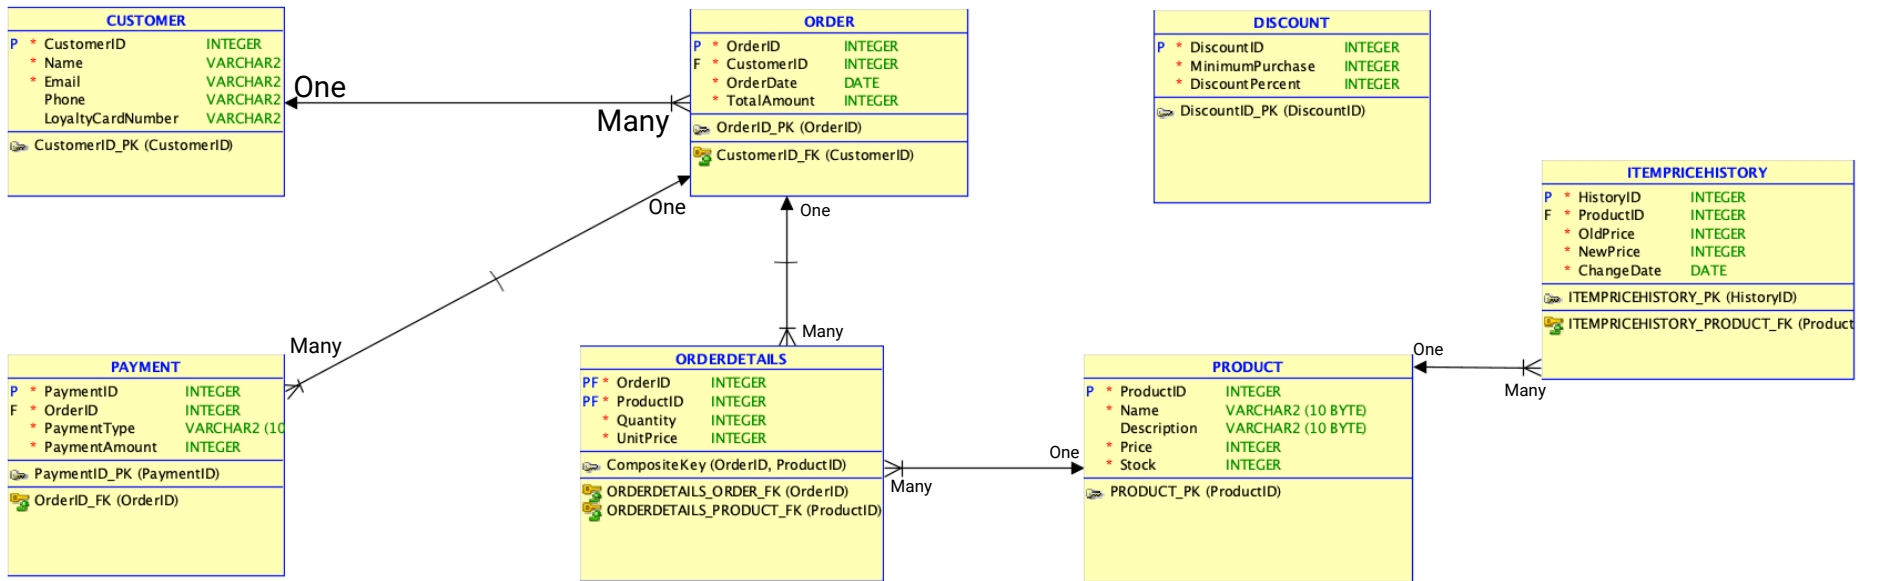 CUSTOMER
P * CustomerID INTEGER
* Name VARCHAR2
* Email VARCHAR2
Phone VARCHAR2
LoyaltyCardNumber VARCHAR2
CustomerID_PK (CustomerID)
One
Many
ORDER
P * OrderID INTEGER
F * CustomerID INTEGER
* OrderDate DATE
* TotalAmount INTEGER
OrderID_PK (OrderID)
CustomerID_FK (CustomerID)
DISCOUNT
P * DiscountID INTEGER
* MinimumPurchase INTEGER
* DiscountPercent INTEGER
DiscountID_PK (DiscountID)
ITEMPRICEHISTORY
P * HistoryID INTEGER
F * ProductID INTEGER
* OldPrice INTEGER
* NewPrice INTEGER
* ChangeDate DATE
ITEMPRICEHISTORY_PK (HistoryID)
ITEMPRICEHISTORY_PRODUCT_FK (Product
One
One
Many
Many
PAYMENT
P * PaymentID INTEGER
F * OrderID INTEGER
* PaymentType VARCHAR2 (10
* PaymentAmount INTEGER
PaymentID_PK (PaymentID)
OrderID_FK (OrderID)
ORDERDETAILS
PF * OrderID INTEGER
PF * ProductID INTEGER
* Quantity INTEGER
* UnitPrice INTEGER
CompositeKey (OrderID, ProductID)
ORDERDETAILS_ORDER_FK (OrderID)
ORDERDETAILS_PRODUCT_FK (ProductID)
One
Many
PRODUCT
P * ProductID INTEGER
* Name VARCHAR2 (10 BYTE)
Description VARCHAR2 (10 BYTE)
* Price INTEGER
* Stock INTEGER
PRODUCT_PK (ProductID)
One
Many